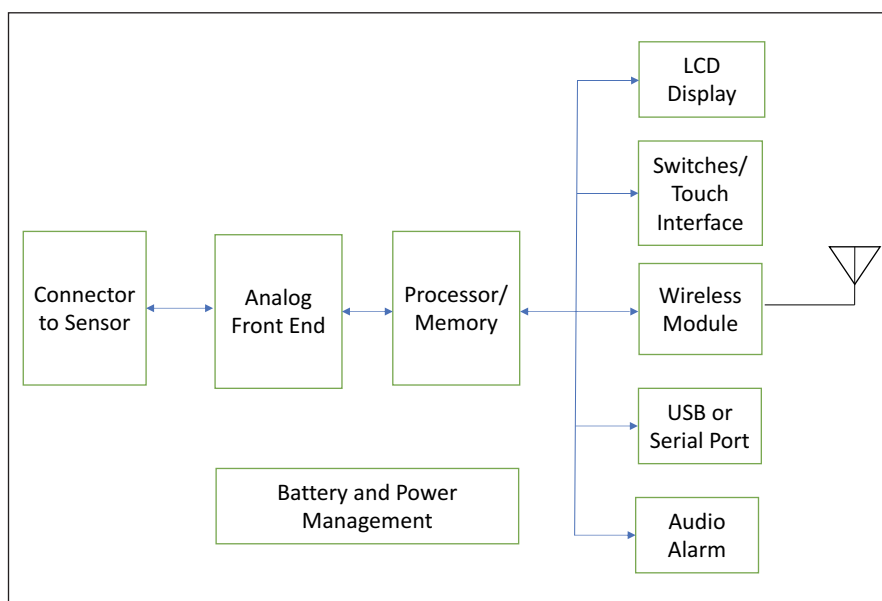 Connector
to Sensor
Analog
Front End
Processor/
Memory
LCD
Display
Switches/
Touch
Interface
Wireless
Module
USB or
Serial Port
Audio
Alarm
Battery and Power
Management